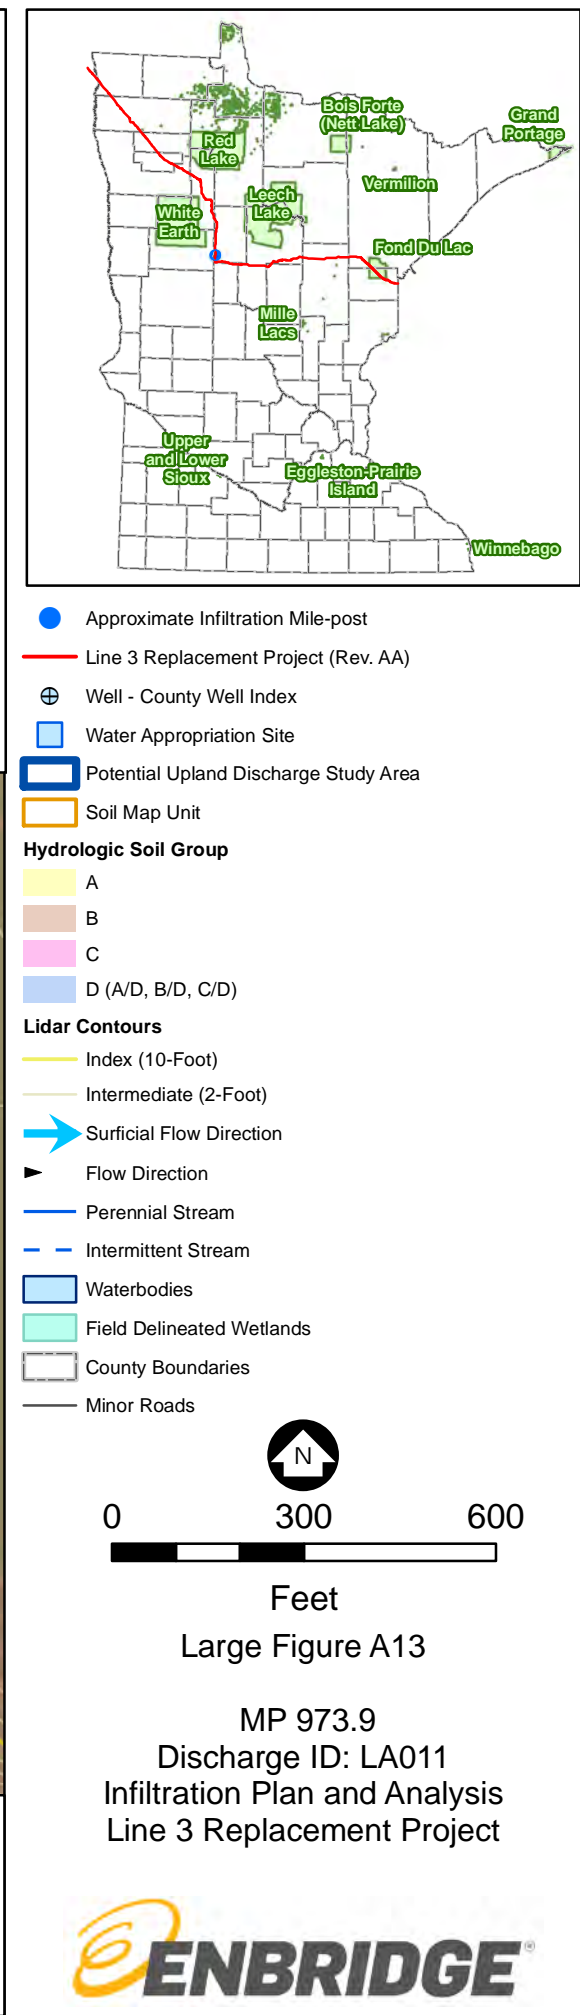 Bois Forte
(Nett Lake)
Grand
Portage
Red
Lake
Vermilion
Leech
Lake
White
Earth
Fond Du Lac
Mille
Lacs
Upper
and Lower
Sioux
Eggleston-Prairie
Island
Winnebago
Approximate Infiltration Mile-post
Line 3 Replacement Project (Rev. AA)
Well - County Well Index
Water Appropriation Site
Potential Upland Discharge Study Area
Soil Map Unit
Hydrologic Soil Group
A
B
C
D (A/D, B/D, C/D)
Lidar Contours
Index (10-Foot)
Intermediate (2-Foot)
Surficial Flow Direction
Flow Direction
Perennial Stream
Intermittent Stream
Waterbodies
Field Delineated Wetlands
County Boundaries
Minor Roads
N
0 300 600
Feet
Large Figure A13
MP 973.9
Discharge ID: LA011
Infiltration Plan and Analysis
Line 3 Replacement Project
ENBRIDGE®